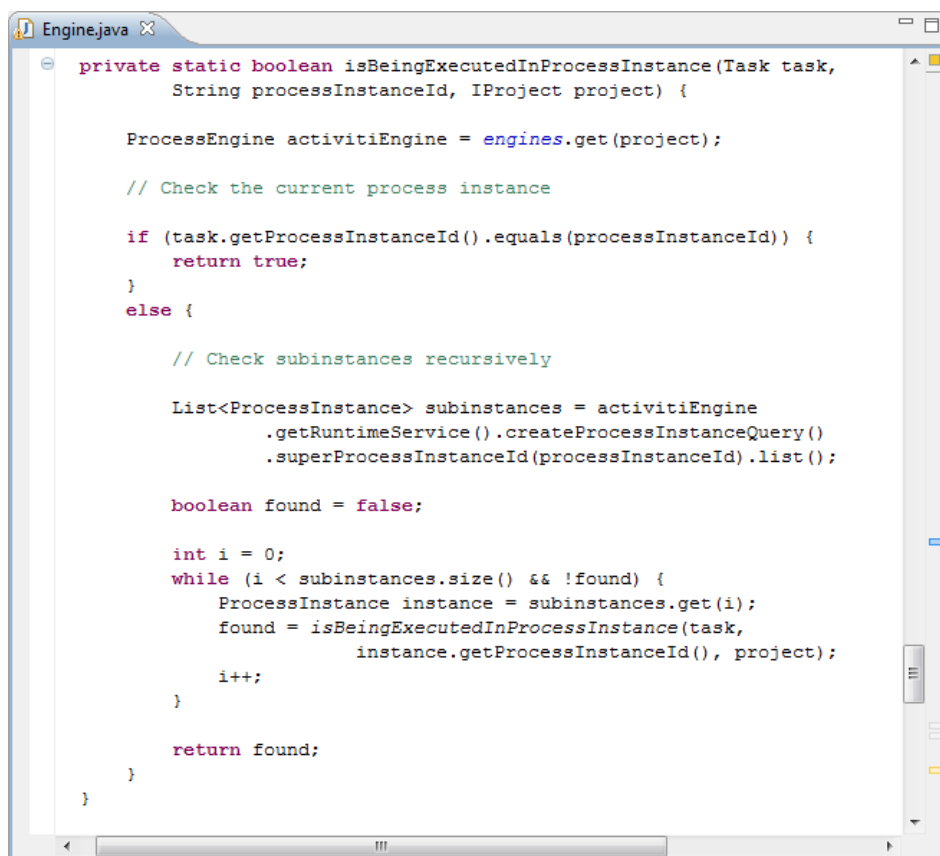 Engine.java
private static boolean isBeingExecutedInProcessInstance(Task task,
String processInstanceId, IProject project) {
ProcessEngine activitiEngine = engines.get(project);
// Check the current process instance
if (task.getProcessInstanceId().equals(processInstanceId)) {
return true;
}
else {
// Check subinstances recursively
List<ProcessInstance> subinstances = activitiEngine
.getRuntimeService().createProcessInstanceQuery()
.superProcessInstanceId(processInstanceId).list();
boolean found = false;
int i = 0;
while (i < subinstances.size() && !found) {
ProcessInstance instance = subinstances.get(i);
found = isBeingExecutedInProcessInstance(task,
instance.getProcessInstanceId(), project);
i++;
}
return found;
}
}